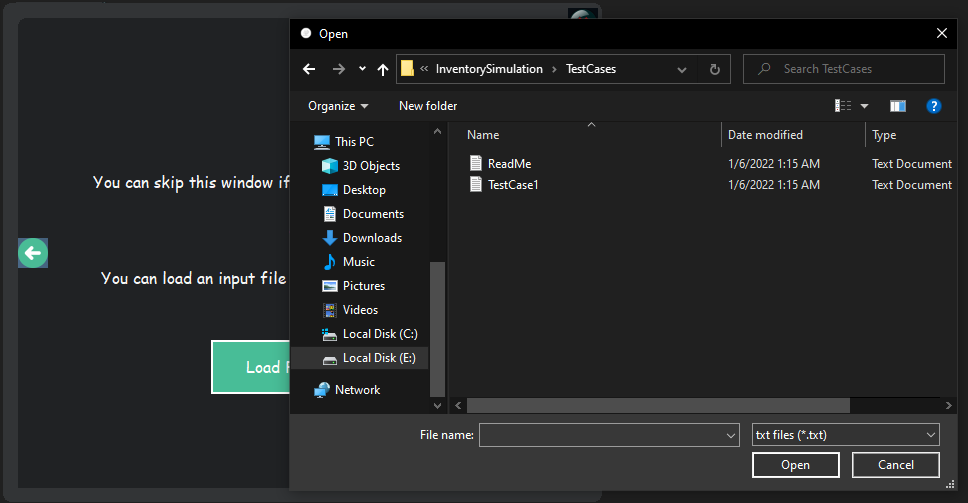 Open
« InventorySimulation > TestCases
Search TestCases
Organize
New folder
This PC
3D Objects
Desktop
Documents
Downloads
Music
Pictures
Videos
Local Disk (C:)
Local Disk (E:)
Network
Name
Date modified
Type
ReadMe
1/6/2022 1:15 AM
Text Document
TestCase1
1/6/2022 1:15 AM
Text Document
File name:
txt files (*.txt)
Open
Cancel
You can skip this window if
You can load an input file
Load